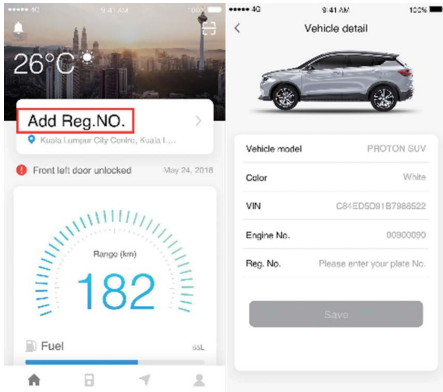 4G 9:41 AM 100%
26°C
Add Reg.NO.
Kuala Lumpur City Centre, Kuala L...
Front left door unlocked May 24, 2018
Range (km)
182
Fuel 65L
4G 9:41 AM 100%
Vehicle detail
Vehicle model PROTON SUV
Color White
VIN
Engine No. 00900090
Reg. No. Please enter your plate No.
Save